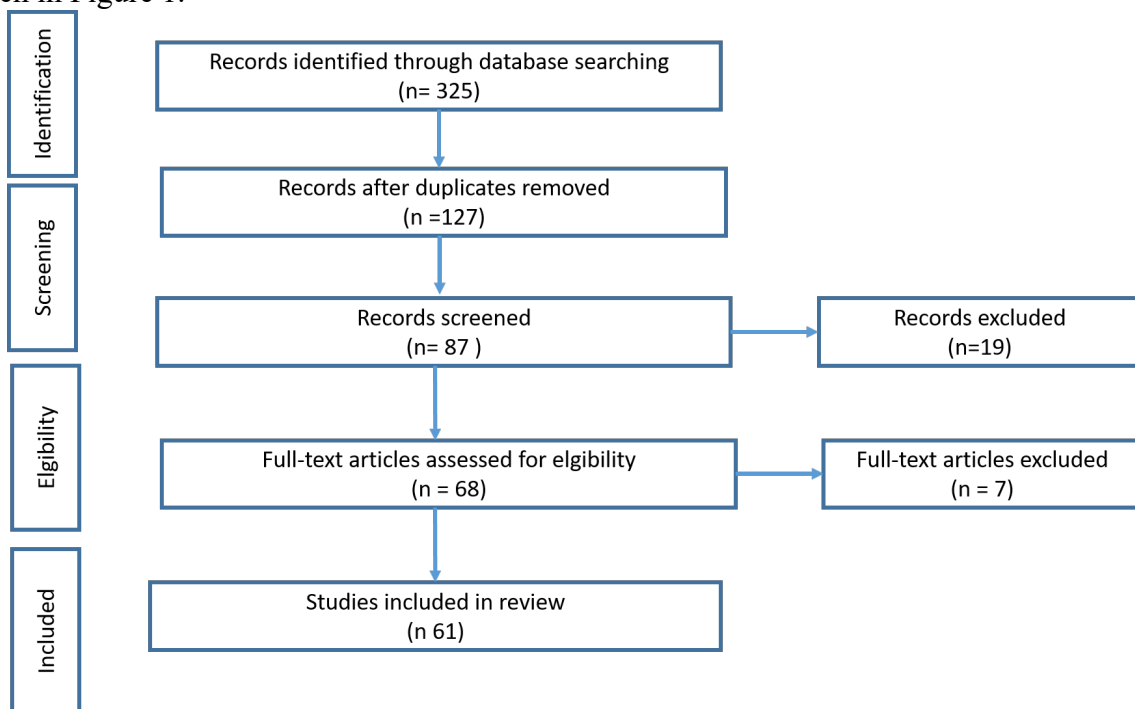 Identification
Records identified through database searching
(n= 325)
Records after duplicates removed
(n =127)
Screening
Records screened
(n= 87 )
Records excluded
(n=19)
Elgibility
Full-text articles assessed for elgibility
(n = 68)
Full-text articles excluded
(n = 7)
Included
Studies included in review
(n 61)